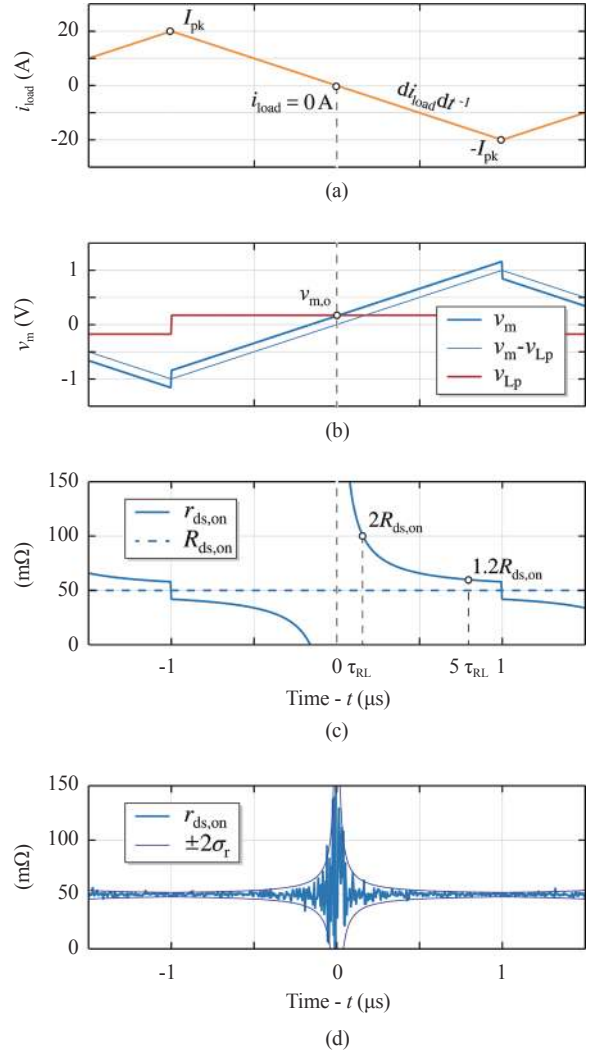 20
I_pk
0
i_load = 0 A
di_load dt^-1
-20
-I_pk
i_load (A)
(a)
1
v_m,o
0
v_m
v_m-v_Lp
v_Lp
-1
v_m (V)
(b)
150
r_ds,on
R_ds,on
100
2R_ds,on
1.2R_ds,on
50
0
(mΩ)
-1
0 τ_RL
5 τ_RL
1
Time - t (μs)
(c)
150
r_ds,on
±2σ_r
100
50
0
(mΩ)
-1
0
1
Time - t (μs)
(d)